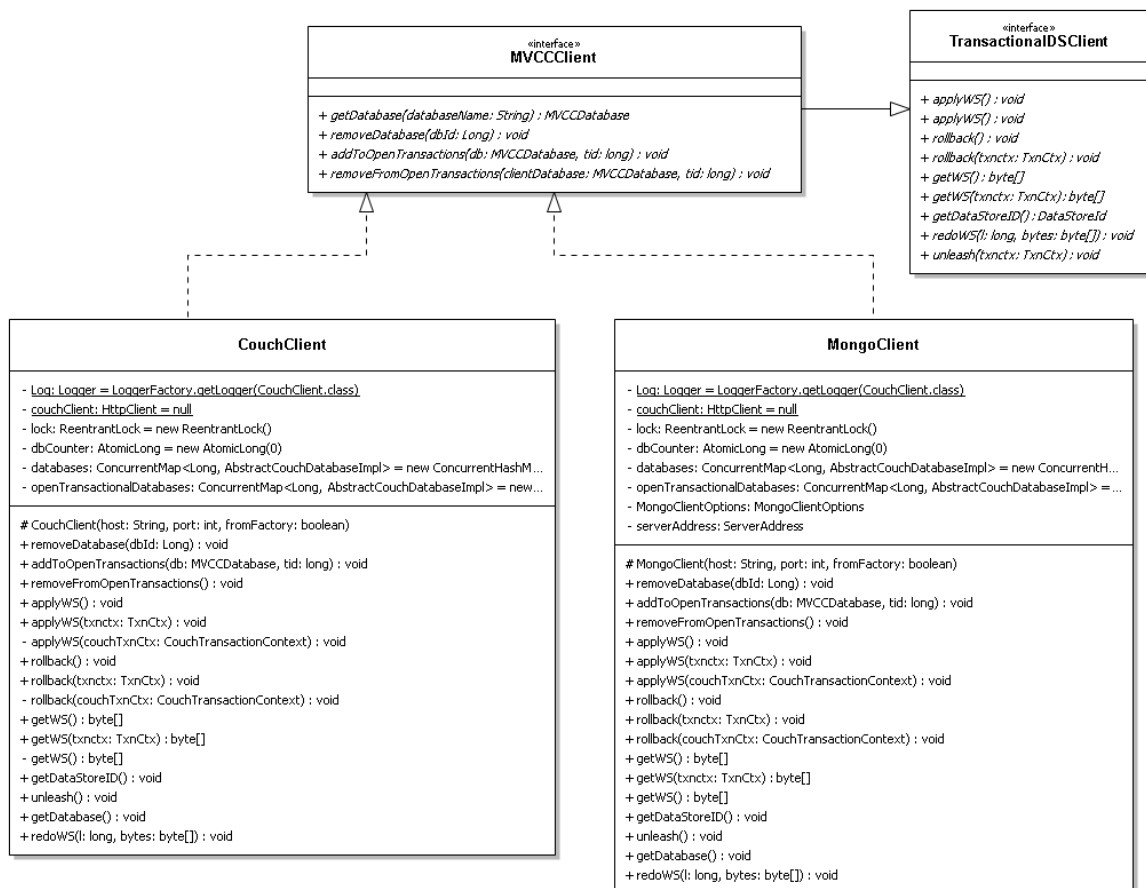 «interface»
MVCCClient
+ getDatabase(databaseName: String) : MVCCDatabase
+ removeDatabase(dbId: Long) : void
+ addToOpenTransactions(db: MVCCDatabase, tid: long) : void
+ removeFromOpenTransactions(clientDatabase: MVCCDatabase, tid: long) : void
«interface»
TransactionalDSClient
+ applyWS() : void
+ applyWS() : void
+ rollback() : void
+ rollback(txnctx: TxnCtx) : void
+ getWS() : byte[]
+ getWS(txnctx: TxnCtx) : byte[]
+ getDataStoreID() : DataStoreId
+ redoWS(l: long, bytes: byte[]) : void
+ unleash(txnctx: TxnCtx) : void
CouchClient
- Log: Logger = LoggerFactory.getLogger(CouchClient.class)
- couchClient: HttpClient = null
- lock: ReentrantLock = new ReentrantLock()
- dbCounter: AtomicLong = new AtomicLong(0)
- databases: ConcurrentMap<Long, AbstractCouchDatabaseImpl> = new ConcurrentHashM...
- openTransactionalDatabases: ConcurrentMap<Long, AbstractCouchDatabaseImpl> = new...
# CouchClient(host: String, port: int, fromFactory: boolean)
+ removeDatabase(dbId: Long) : void
+ addToOpenTransactions(db: MVCCDatabase, tid: long) : void
+ removeFromOpenTransactions() : void
+ applyWS() : void
+ applyWS(txnctx: TxnCtx) : void
- applyWS(couchTxnCtx: CouchTransactionContext) : void
+ rollback() : void
+ rollback(txnctx: TxnCtx) : void
- rollback(couchTxnCtx: CouchTransactionContext) : void
+ getWS() : byte[]
+ getWS(txnctx: TxnCtx) : byte[]
- getWS() : byte[]
+ getDataStoreID() : void
+ unleash() : void
+ getDatabase() : void
+ redoWS(l: long, bytes: byte[]) : void
MongoClient
- Log: Logger = LoggerFactory.getLogger(CouchClient.class)
- couchClient: HttpClient = null
- lock: ReentrantLock = new ReentrantLock()
- dbCounter: AtomicLong = new AtomicLong(0)
- databases: ConcurrentMap<Long, AbstractCouchDatabaseImpl> = new ConcurrentH...
- openTransactionalDatabases: ConcurrentMap<Long, AbstractCouchDatabaseImpl> = ...
- MongoClientOptions: MongoClientOptions
- serverAddress: ServerAddress
# MongoClient(host: String, port: int, fromFactory: boolean)
+ removeDatabase(dbId: Long) : void
+ addToOpenTransactions(db: MVCCDatabase, tid: long) : void
+ removeFromOpenTransactions() : void
+ applyWS() : void
+ applyWS(txnctx: TxnCtx) : void
+ applyWS(couchTxnCtx: CouchTransactionContext) : void
+ rollback() : void
+ rollback(txnctx: TxnCtx) : void
+ rollback(couchTxnCtx: CouchTransactionContext) : void
+ getWS() : byte[]
+ getWS(txnctx: TxnCtx) : byte[]
+ getWS() : byte[]
+ getDataStoreID() : void
+ unleash() : void
+ getDatabase() : void
+ redoWS(l: long, bytes: byte[]) : void